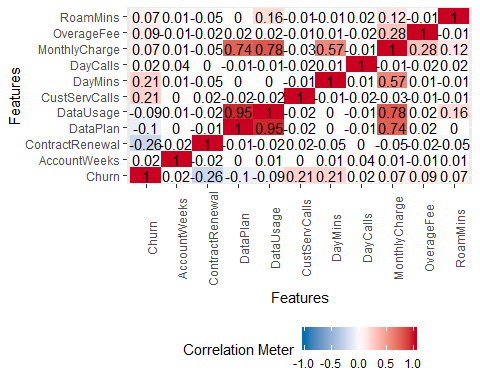 RoamMins 0.07 0.01 -0.05 0 0.16 -0.01 -0.01 0.02 0.12 -0.01 1
OverageFee 0.09 -0.01 -0.02 0.02 0.02 -0.01 0.01 -0.02 0.28 1 -0.01
MonthlyCharge 0.07 0.01 -0.05 0.74 0.78 -0.03 0.57 -0.01 1 0.28 0.12
DayCalls 0.02 0.04 0 -0.01 -0.01 -0.02 0.01 1 -0.01 -0.02 0.02
DayMins 0.21 0 0 0 0 -0.01 1 0.01 0.57 0.01 -0.01
CustServCalls 0.21 0 0.02 -0.02 -0.02 1 -0.01 -0.02 -0.03 -0.01 -0.01
DataUsage -0.09 0.01 -0.02 0.95 1 -0.02 0 -0.01 0.78 0.02 0.16
DataPlan -0.1 0 -0.01 1 0.95 -0.02 0 -0.01 0.74 0.02 0
ContractRenewal -0.26 -0.02 1 -0.01 -0.02 0.02 -0.05 0 -0.05 -0.02 -0.05
AccountWeeks 0.02 1 -0.02 0 0.01 0 0.01 0.04 0.01 -0.01 0.01
Churn 1 0.02 -0.26 -0.1 -0.09 0.21 0.21 0.02 0.07 0.09 0.07
Features
Churn
AccountWeeks
ContractRenewal
DataPlan
DataUsage
CustServCalls
DayMins
DayCalls
MonthlyCharge
OverageFee
RoamMins
Features
Correlation Meter
-1.0 -0.5 0.0 0.5 1.0